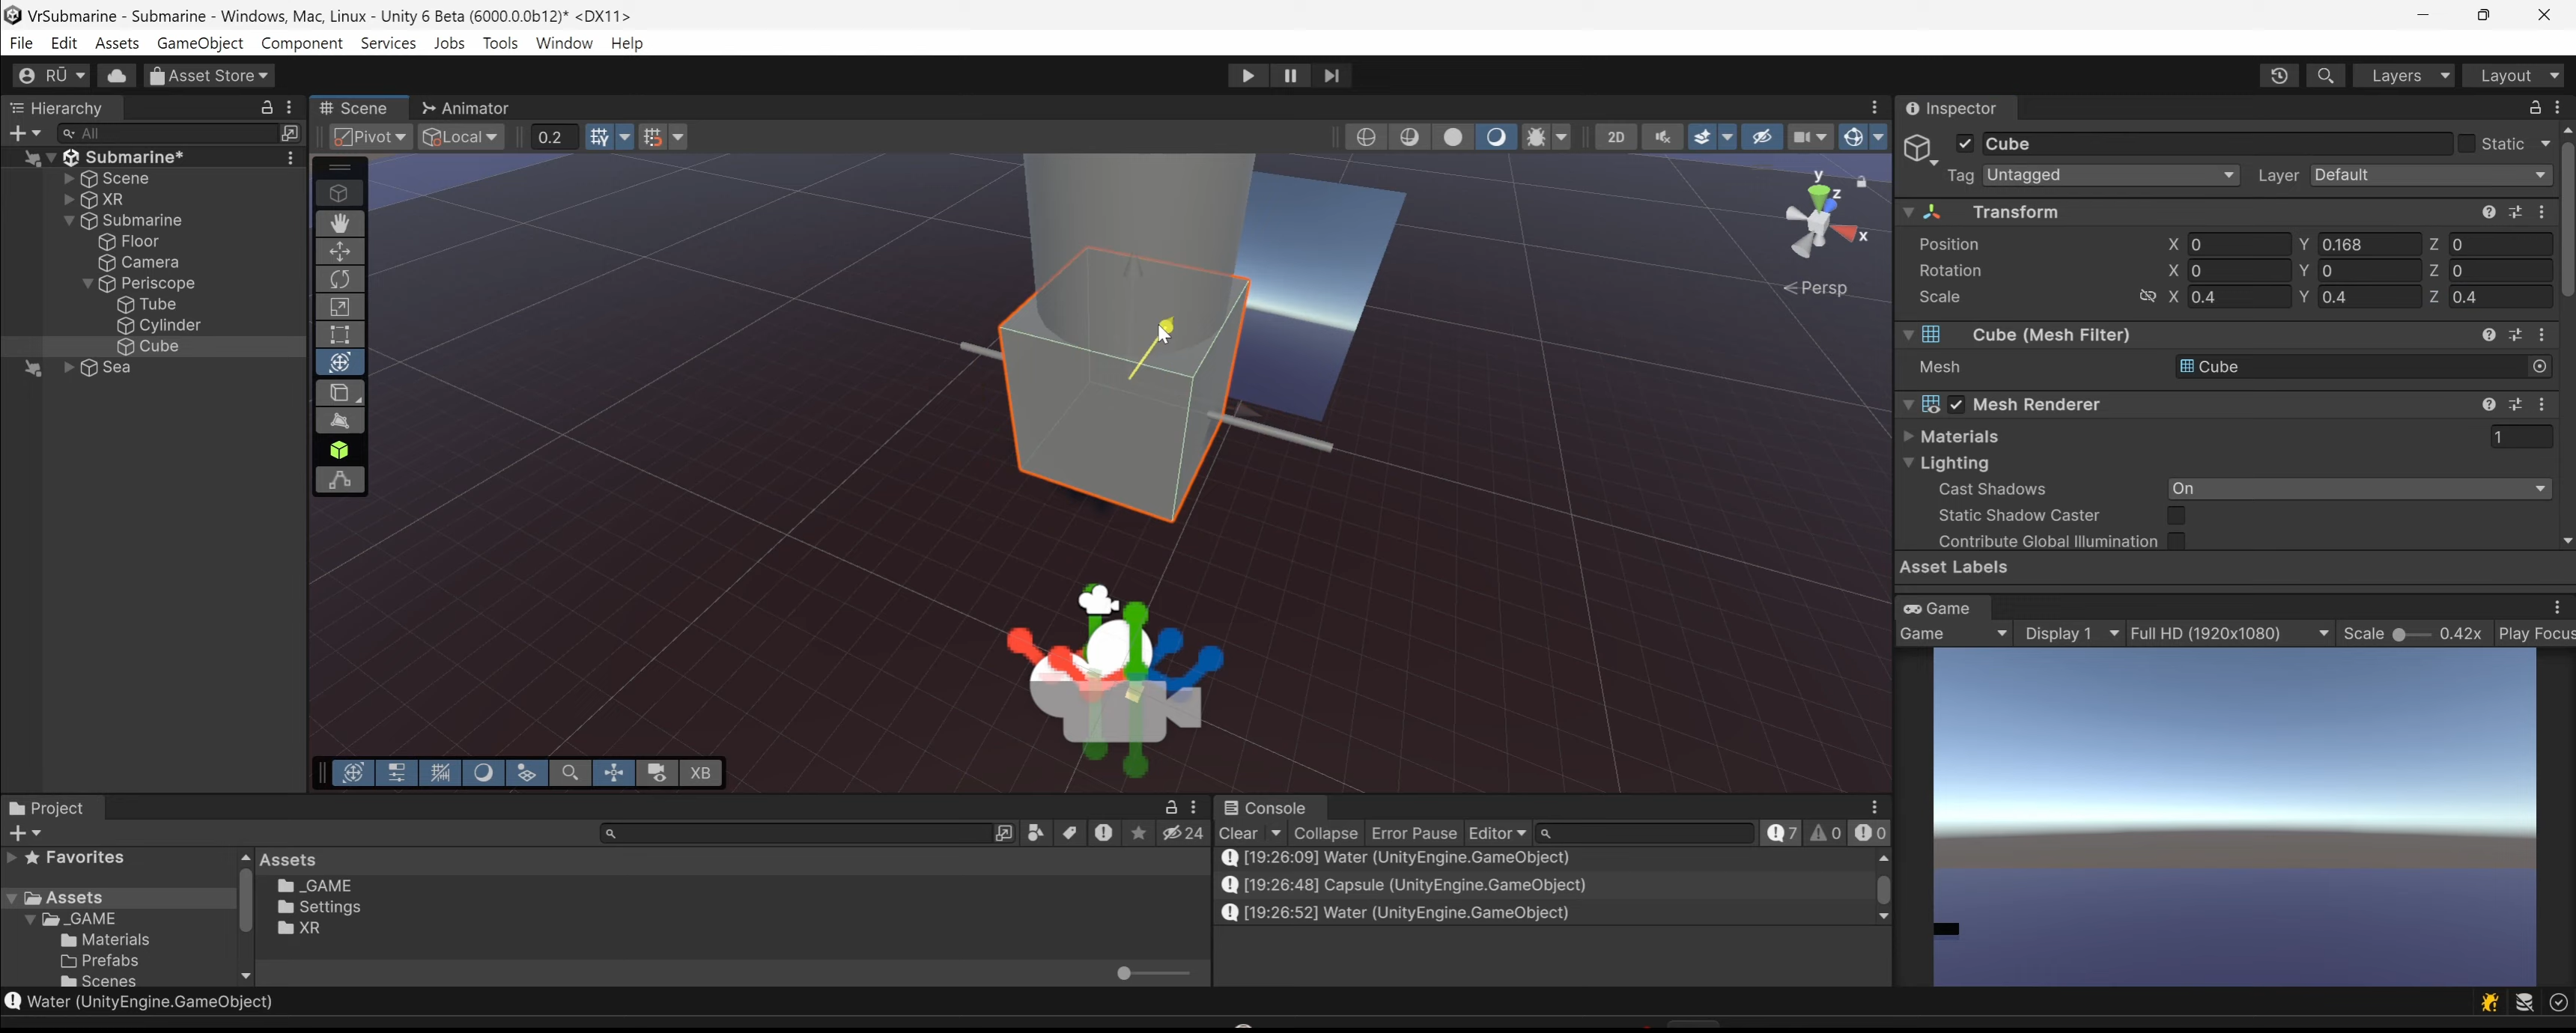 VrSubmarine - Submarine - Windows, Mac, Linux - Unity 6 Beta (6000.0.0b12)* <DX11>
File Edit Assets GameObject Component Services Jobs Tools Window Help
RŪ Asset Store Layers Layout
Hierarchy
All
Submarine*
Scene
XR
Submarine
Floor
Camera
Periscope
Tube
Cylinder
Cube
Sea
Scene Animator
Pivot Local 0.2 2D
y
z
x
Persp
XB
Inspector
Cube Static
Tag Untagged Layer Default
Transform
Position X 0 Y 0.168 Z 0
Rotation X 0 Y 0 Z 0
Scale X 0.4 Y 0.4 Z 0.4
Cube (Mesh Filter)
Mesh Cube
Mesh Renderer
Materials 1
Lighting
Cast Shadows On
Static Shadow Caster
Contribute Global Illumination
Asset Labels
Game
Game Display 1 Full HD (1920x1080) Scale 0.42x Play Focus
Project
24
Favorites
Assets
_GAME
Materials
Prefabs
Scenes
Assets
_GAME
Settings
XR
Console
Clear Collapse Error Pause Editor 7 0 0
[19:26:09] Water (UnityEngine.GameObject)
[19:26:48] Capsule (UnityEngine.GameObject)
[19:26:52] Water (UnityEngine.GameObject)
Water (UnityEngine.GameObject)